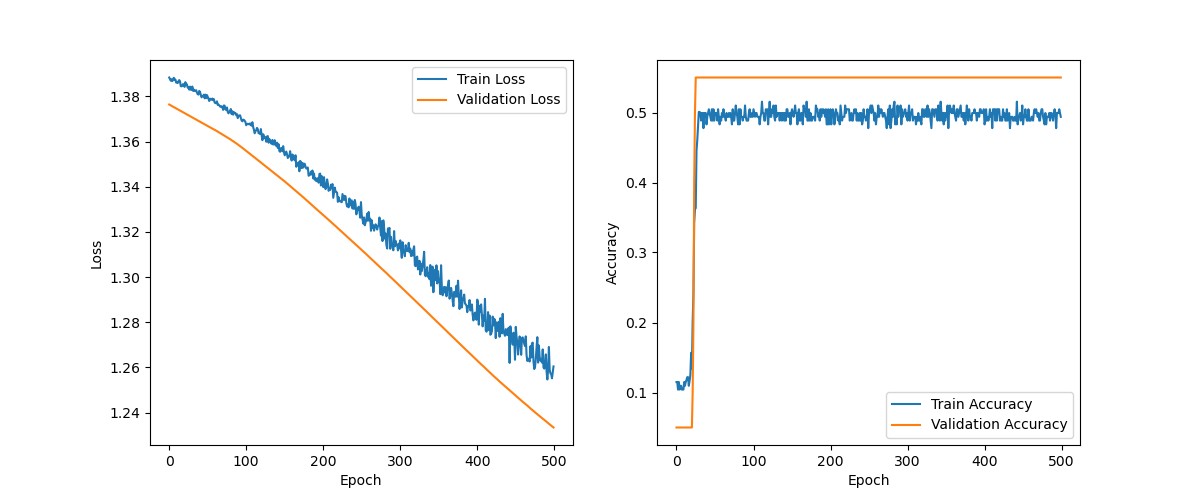 Train Loss
Validation Loss
1.38
1.36
1.34
1.32
1.30
1.28
1.26
1.24
Loss
0 100 200 300 400 500
Epoch
0.5
0.4
0.3
0.2
0.1
Accuracy
Train Accuracy
Validation Accuracy
0 100 200 300 400 500
Epoch